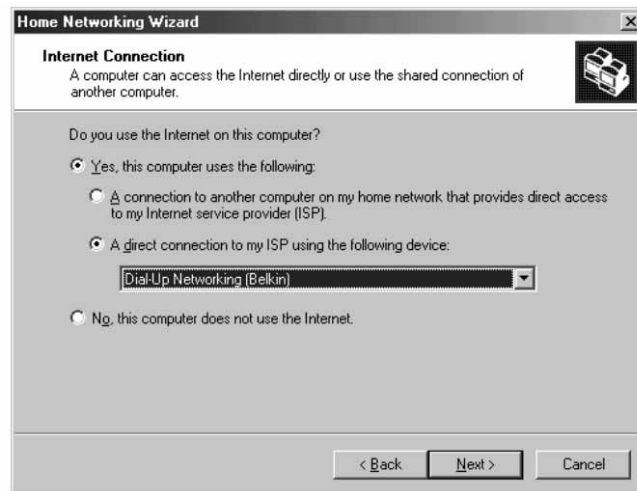 Home Networking Wizard
Internet Connection
A computer can access the Internet directly or use the shared connection of
another computer.
Do you use the Internet on this computer?
Yes, this computer uses the following:
A connection to another computer on my home network that provides direct access
to my Internet service provider (ISP).
A direct connection to my ISP using the following device:
Dial-Up Networking (Belkin)
No, this computer does not use the Internet.
< Back
Next >
Cancel